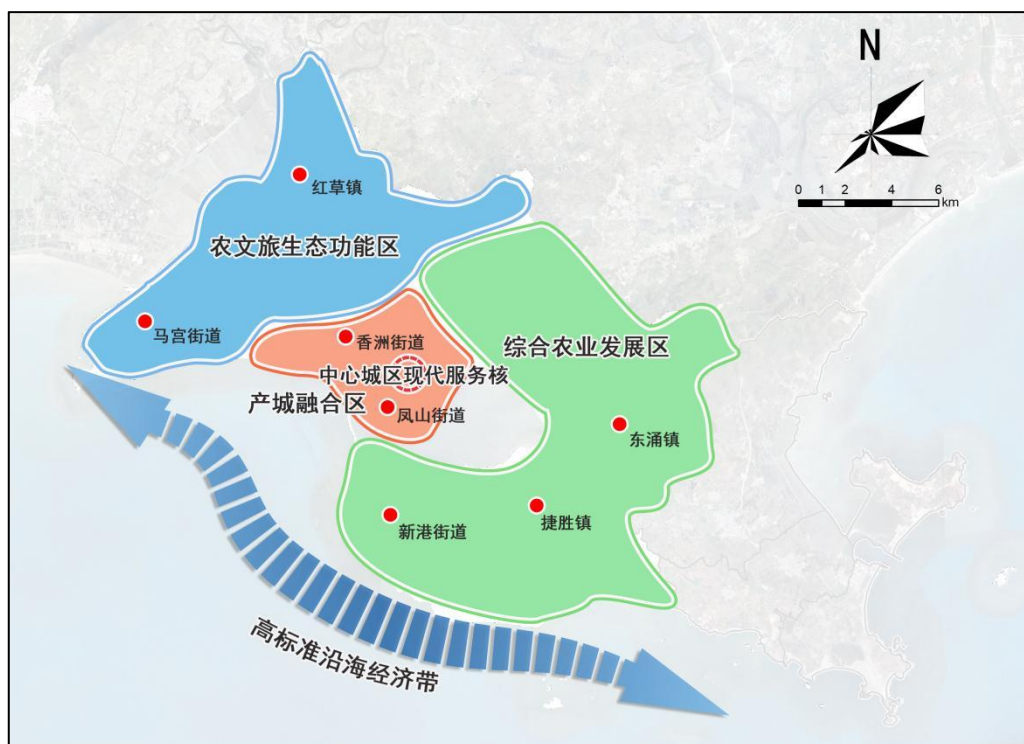 N
0 1 2 4 6
km
红草镇
农文旅生态功能区
马宫街道
香洲街道
综合农业发展区
中心城区现代服务核
产城融合区
凤山街道
东涌镇
新港街道
捷胜镇
高标准沿海经济带